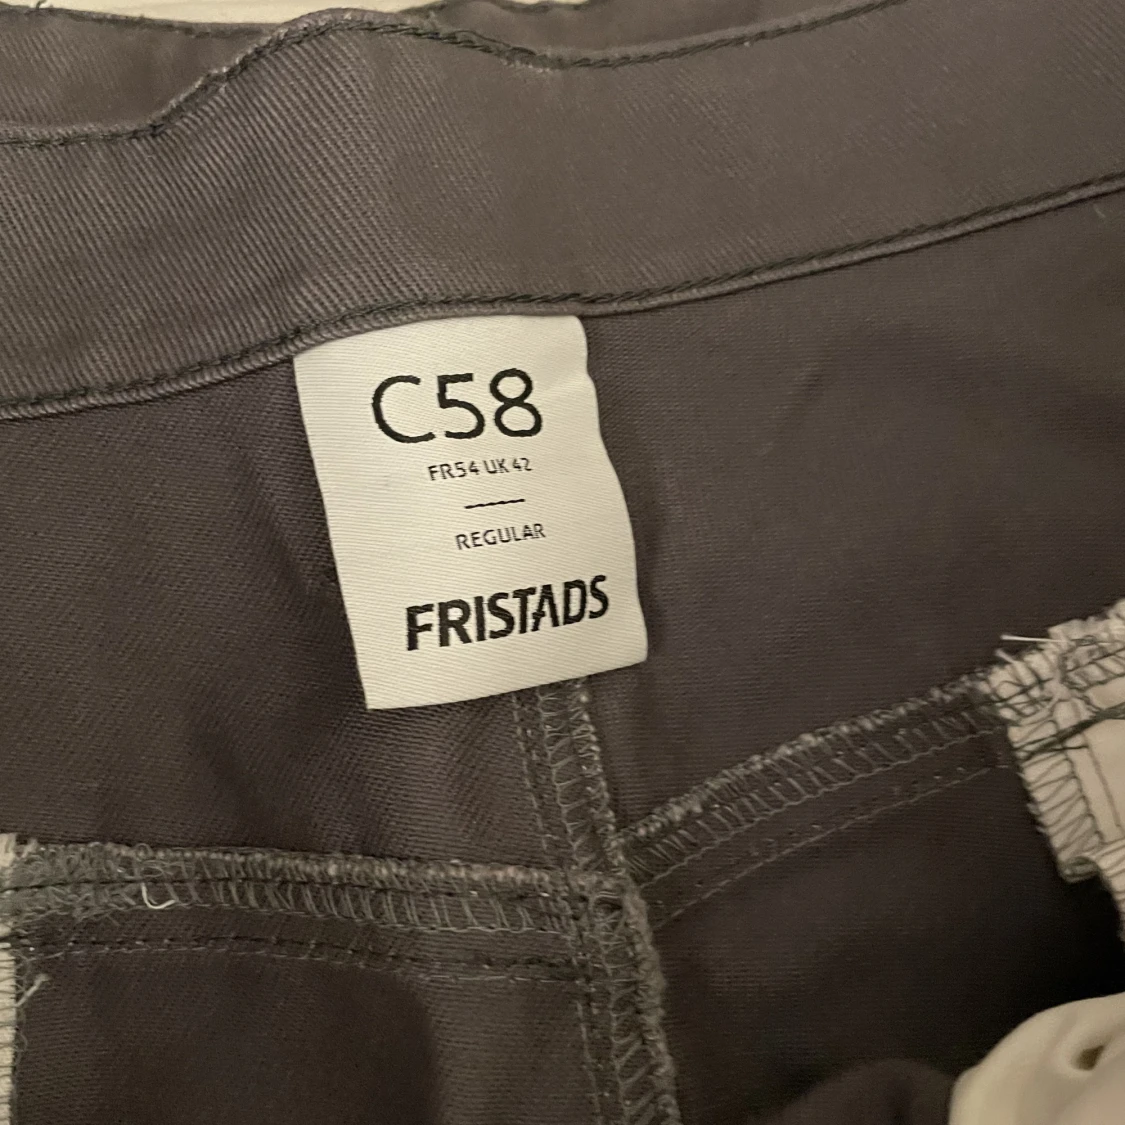 C58
FR54 UK 42
REGULAR
FRISTADS